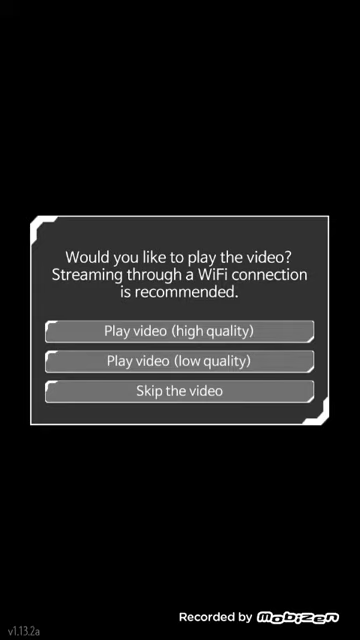 Would you like to play the video?
Streaming through a WiFi connection
is recommended.
Play video (high quality)
Play video (low quality)
Skip the video
Recorded by mobizen
v1.13.2a